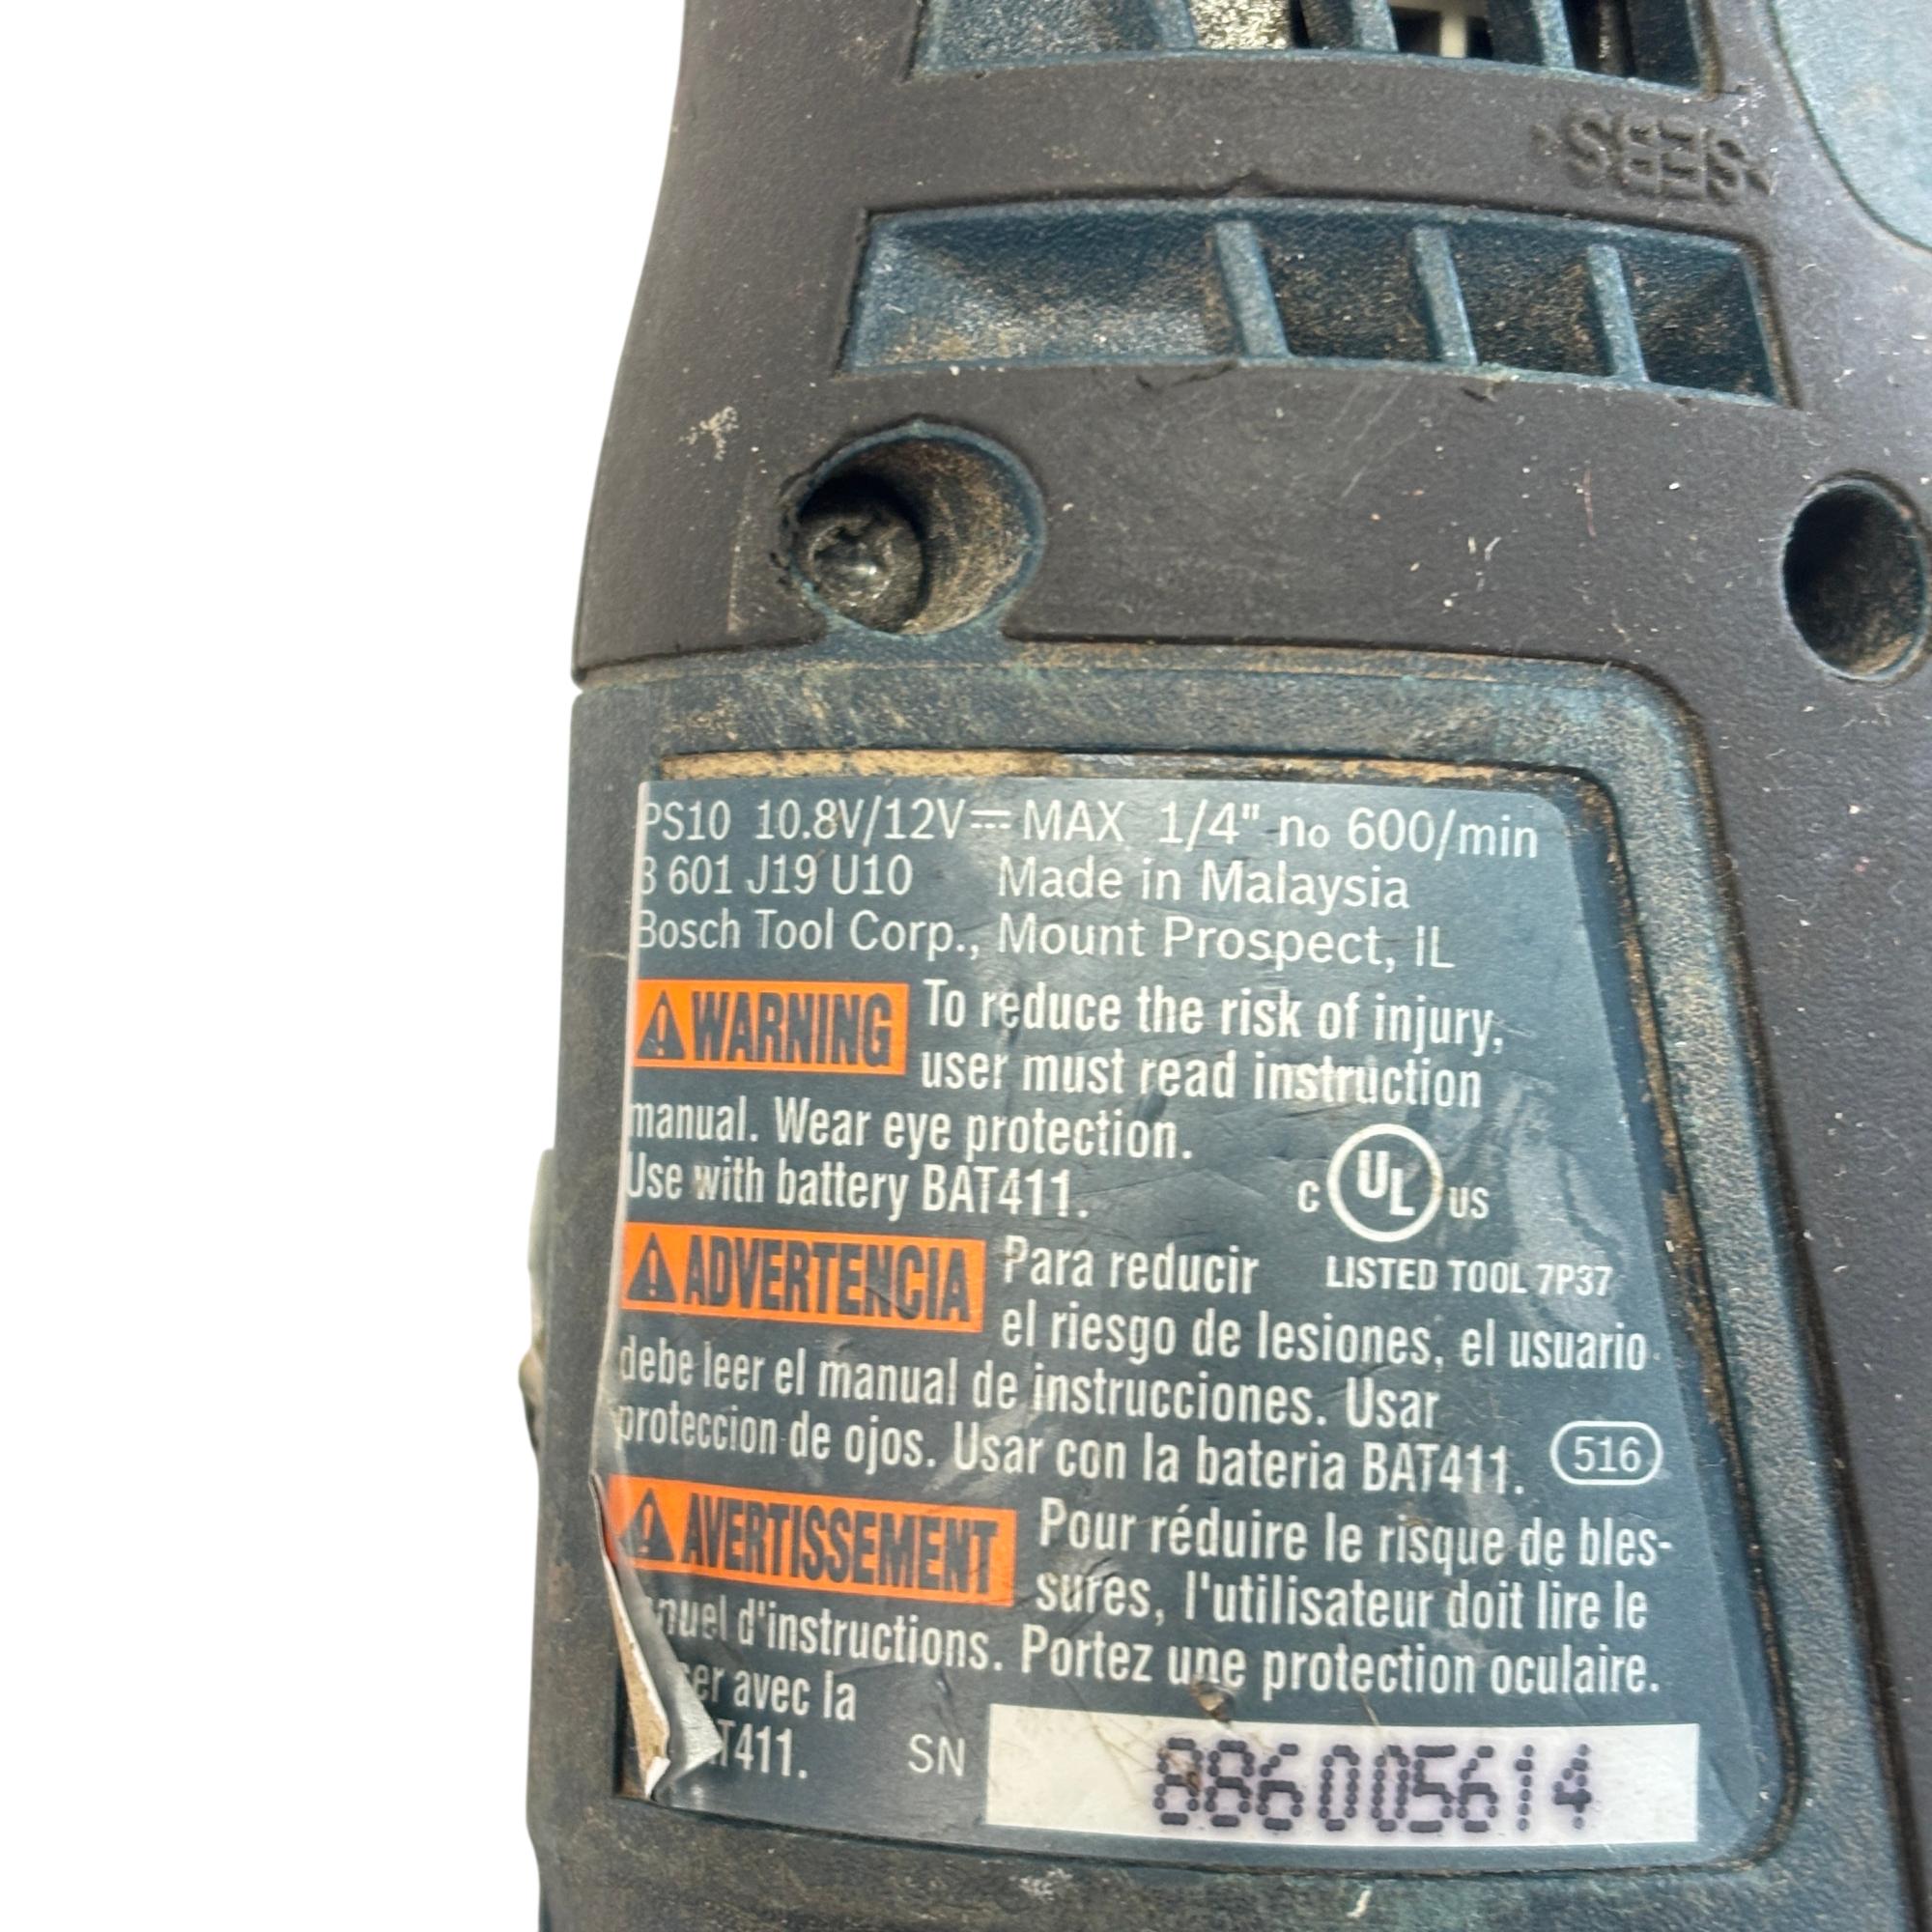 SEBS
PS10 10.8V/12V⎓MAX 1/4" no 600/min
3 601 J19 U10 Made in Malaysia
Bosch Tool Corp., Mount Prospect, IL
⚠WARNING To reduce the risk of injury,
user must read instruction
manual. Wear eye protection.
Use with battery BAT411.
C UL US
LISTED TOOL 7P37
⚠ADVERTENCIA Para reducir
el riesgo de lesiones, el usuario
debe leer el manual de instrucciones. Usar
proteccion de ojos. Usar con la bateria BAT411.
516
⚠AVERTISSEMENT Pour réduire le risque de bles-
sures, l'utilisateur doit lire le
nuel d'instructions. Portez une protection oculaire.
ser avec la
T411.
SN 886005614